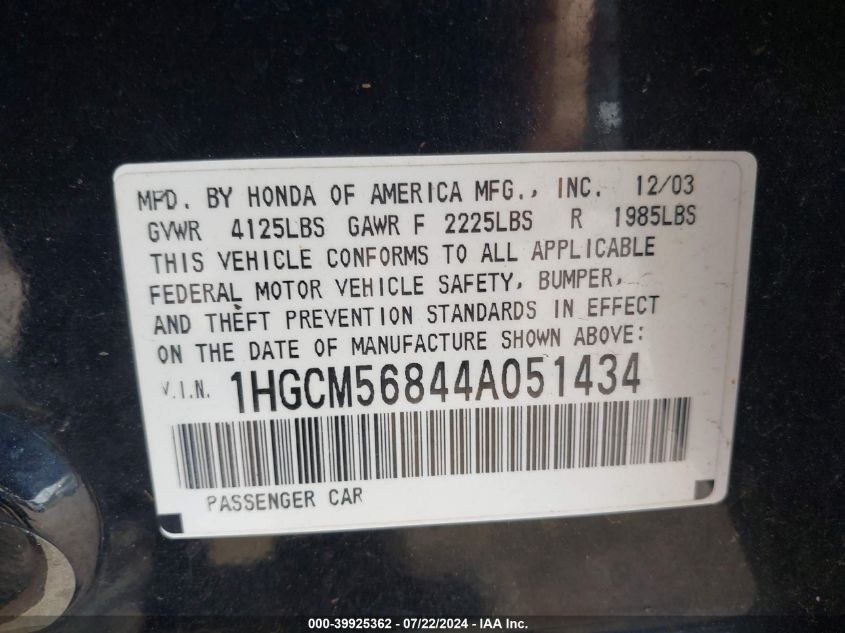 MFD. BY HONDA OF AMERICA MFG., INC. 12/03
GVWR 4125LBS GAWR F 2225LBS R 1985LBS
THIS VEHICLE CONFORMS TO ALL APPLICABLE
FEDERAL MOTOR VEHICLE SAFETY, BUMPER,
AND THEFT PREVENTION STANDARDS IN EFFECT
ON THE DATE OF MANUFACTURE SHOWN ABOVE:
V.I.N. 1HGCM56844A051434
PASSENGER CAR
000-39925362 / 07/22/2024 - IAA Inc.